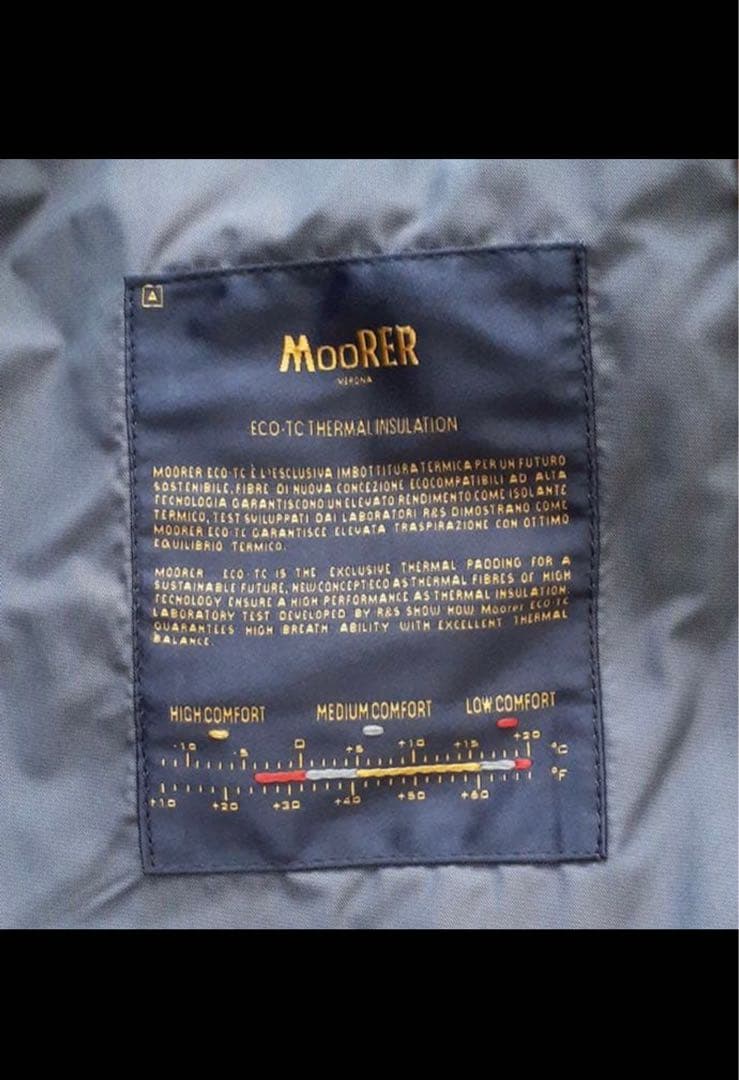 A
MooRER
VERONA
ECO-TC THERMAL INSULATION
MOORER ECO-TC È L'ESCLUSIVA IMBOTTITURA TERMICA PER UN FUTURO
SOSTENIBILE. FIBRE DI NUOVA CONCEZIONE ECOCOMPATIBILI AD ALTA
TECNOLOGIA GARANTISCONO UN ELEVATO RENDIMENTO COME ISOLANTE
TERMICO, TEST SVILUPPATI DAI LABORATORI R&S DIMOSTRANO COME
MOORER ECO-TC GARANTISCE ELEVATA TRASPIRAZIONE CON OTTIMO
EQUILIBRIO TERMICO.
MOORER ECO-TC IS THE EXCLUSIVE THERMAL PADDING FOR A
SUSTAINABLE FUTURE, NEW CONCEPT ECO AS THERMAL FIBRES OF HIGH
TECNOLOGY ENSURE A HIGH PERFORMANCE AS THERMAL INSULATION.
LABORATORY TEST DEVELOPED BY R&S SHOW HOW Moorer ECO-TC
GUARANTEES HIGH BREATH ABILITY WITH EXCELLENT THERMAL
BALANCE.
HIGH COMFORT MEDIUM COMFORT LOW COMFORT
-10 -5 0 +5 +10 +15 +20 °C
+10 +20 +30 +40 +50 +60 °F